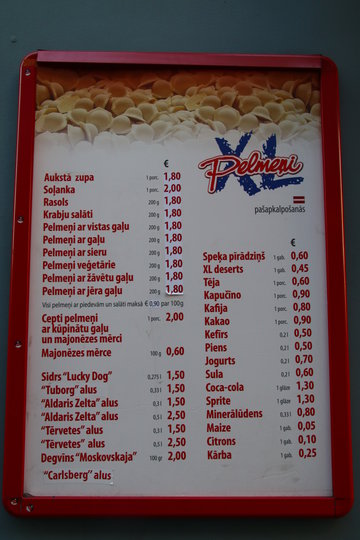 Pelmeņi XL
pašapkalpošanās
€
Aukstā zupa 1 porc. 1,80
Soļanka 1 porc. 2,00
Rasols 200 g 1,80
Krabju salāti 200 g 1,80
Pelmeņi ar vistas gaļu 200 g 1,80
Pelmeņi ar gaļu 200 g 1,80
Pelmeņi ar sieru 200 g 1,80
Pelmeņi veģetārie 200 g 1,80
Pelmeņi ar žāvētu gaļu 200 g 1,80
Pelmeņi ar jēra gaļu 200 g 1,80
Visi pelmeņi ar piedevām un salāti maksā € 0,90 par 100g
Cepti pelmeņi 1 porc. 2,00
ar kūpinātu gaļu
un majonēzes mērci
Majonēzes mērce 100 g 0,60
Sidrs "Lucky Dog" 0,275 l 1,50
"Tuborg" alus 0,33 l 1,50
"Aldaris Zelta" alus 0,3 l 1,50
"Aldaris Zelta" alus 0,5 l 2,50
"Tērvetes" alus 0,3 l 1,50
"Tērvetes" alus 0,5 l 2,50
Degvīns "Moskovskaja" 100 gr 2,00
"Carlsberg" alus
€
Speķa pīrādziņš 1 gab. 0,60
XL deserts 1 gab. 0,45
Tēja 1 porc. 0,60
Kapučīno 1 porc. 0,90
Kafija 1 porc. 0,80
Kakao 1 porc. 0,90
Kefīrs 0,2 l 0,50
Piens 0,2 l 0,50
Jogurts 0,2 l 0,70
Sula 0,2 l 0,60
Coca-cola 1 glāze 1,30
Sprite 1 glāze 1,30
Minerālūdens 0,33 l 0,80
Maize 1 gab. 0,05
Citrons 1 gab. 0,10
Kārba 1 gab. 0,25